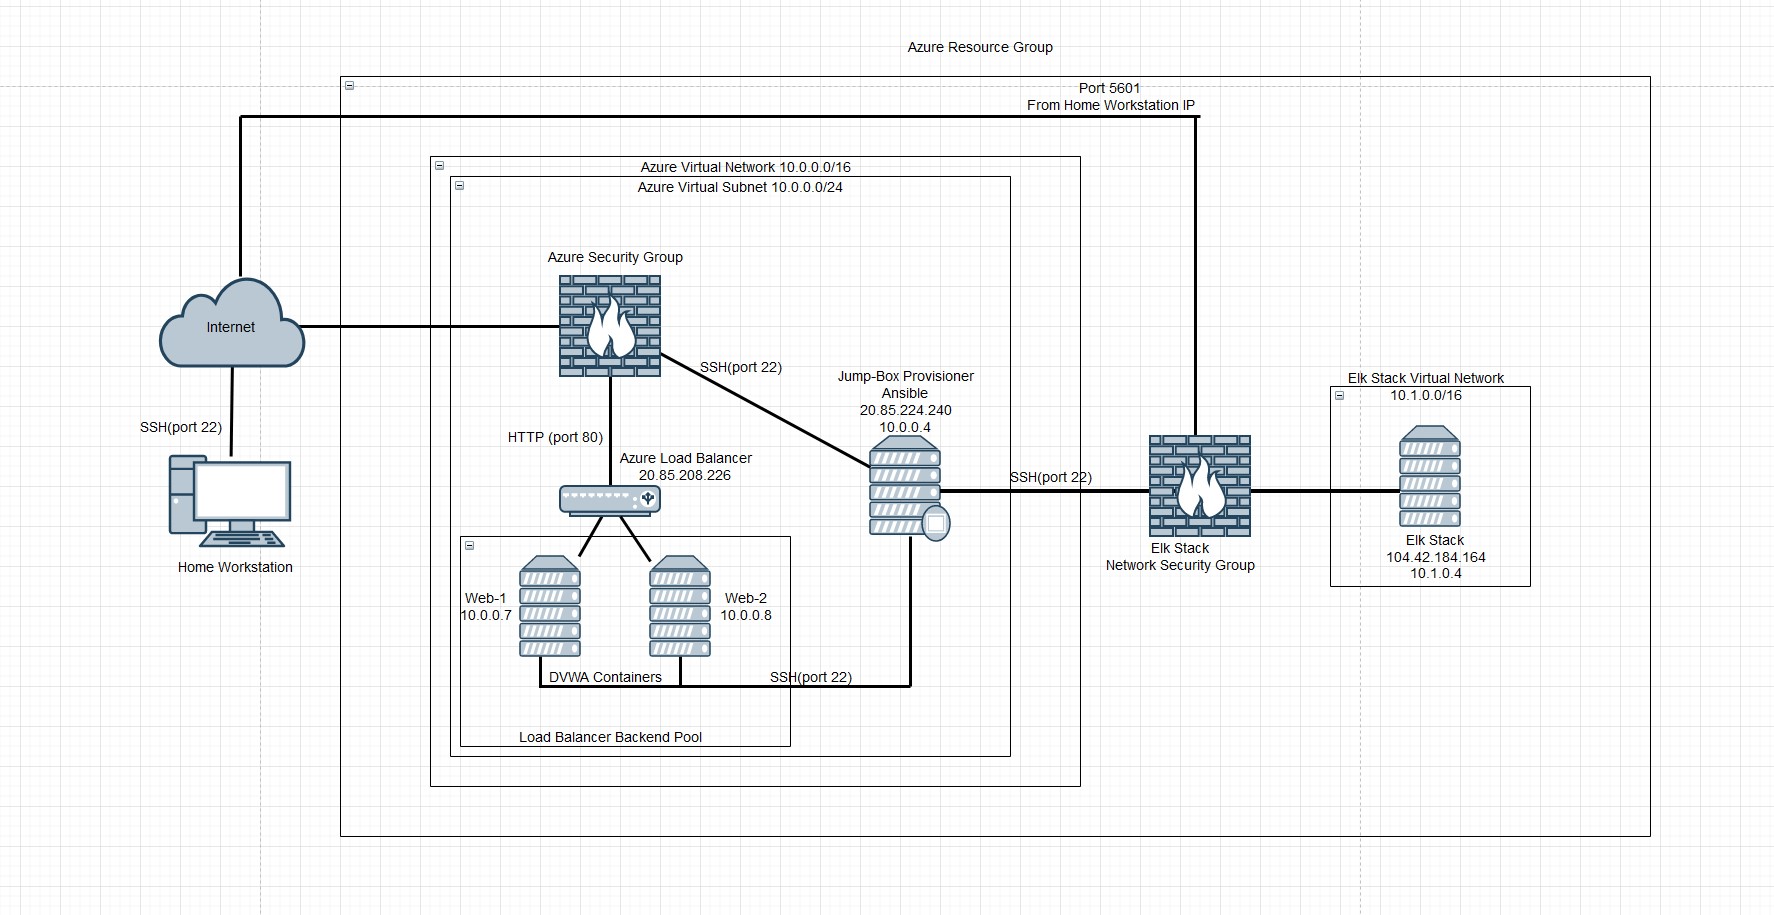 Azure Resource Group
Port 5601
From Home Workstation IP
Azure Virtual Network 10.0.0.0/16
Azure Virtual Subnet 10.0.0.0/24
Azure Security Group
Internet
SSH(port 22)
Home Workstation
SSH(port 22)
HTTP (port 80)
Azure Load Balancer
20.85.208.226
Jump-Box Provisioner
Ansible
20.85.224.240
10.0.0.4
SSH(port 22)
Elk Stack
Network Security Group
Elk Stack Virtual Network
10.1.0.0/16
Elk Stack
104.42.184.164
10.1.0.4
Web-1
10.0.0.7
Web-2
10.0.0.8
DVWA Containers
SSH(port 22)
Load Balancer Backend Pool